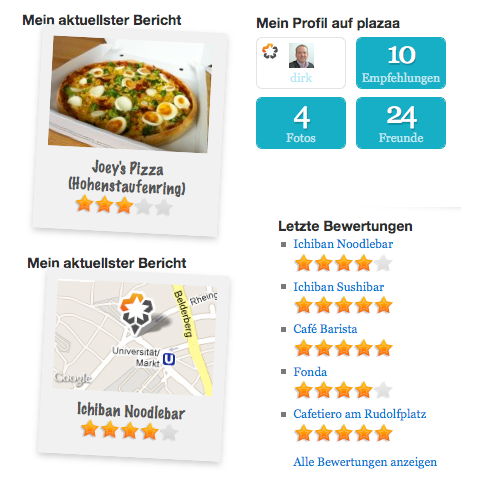 Mein aktuellster Bericht
Joey's Pizza
(Hohenstaufenring)
Mein aktuellster Bericht
Rheing
Belderberg
Universität/
Markt
U
Google
Ichiban Noodlebar
Mein Profil auf plazaa
dirk
10
Empfehlungen
4
Fotos
24
Freunde
Letzte Bewertungen
Ichiban Noodlebar
Ichiban Sushibar
Café Barista
Fonda
Cafetiero am Rudolfplatz
Alle Bewertungen anzeigen